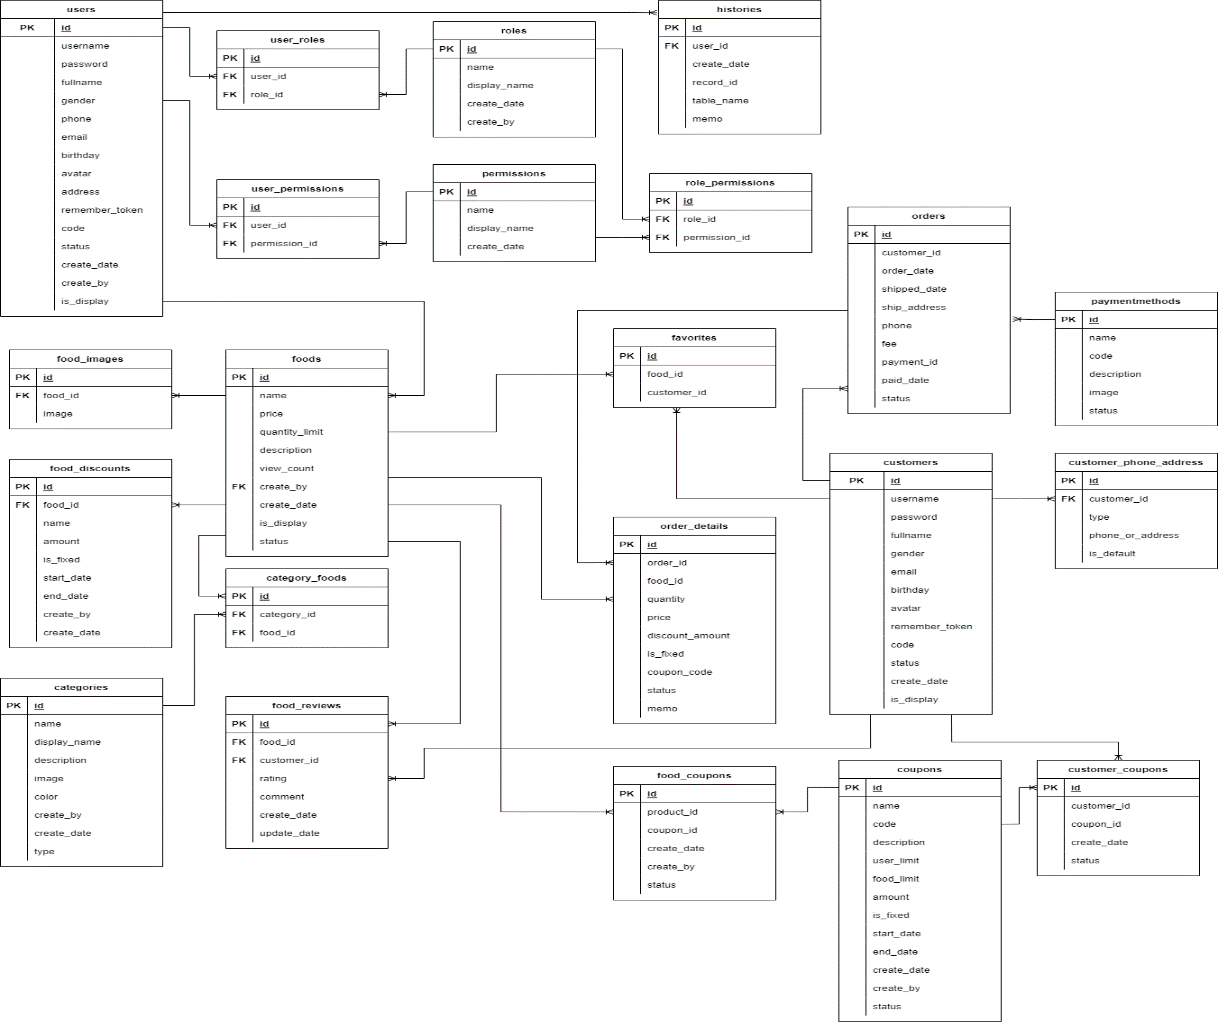 users
PK id
username
password
fullname
gender
phone
email
birthday
avatar
address
remember_token
code
status
create_date
create_by
is_display
user_roles
PK id
FK user_id
FK role_id
roles
PK id
name
display_name
create_date
create_by
histories
PK id
FK user_id
create_date
record_id
table_name
memo
user_permissions
PK id
FK user_id
FK permission_id
permissions
PK id
name
display_name
create_date
role_permissions
PK id
FK role_id
FK permission_id
orders
PK id
customer_id
order_date
shipped_date
ship_address
phone
fee
payment_id
paid_date
status
paymentmethods
PK id
name
code
description
image
status
food_images
PK id
FK food_id
image
foods
PK id
name
price
quantity_limit
description
view_count
FK create_by
create_date
is_display
status
favorites
PK id
food_id
customer_id
food_discounts
PK id
FK food_id
name
amount
is_fixed
start_date
end_date
create_by
create_date
customers
PK id
username
password
fullname
gender
email
birthday
avatar
remember_token
code
status
create_date
is_display
customer_phone_address
PK id
FK customer_id
type
phone_or_address
is_default
order_details
PK id
order_id
food_id
quantity
price
discount_amount
is_fixed
coupon_code
status
memo
category_foods
PK id
FK category_id
FK food_id
categories
PK id
name
display_name
description
image
color
create_by
create_date
type
food_reviews
PK id
FK food_id
FK customer_id
rating
comment
create_date
update_date
food_coupons
PK id
product_id
coupon_id
create_date
create_by
status
coupons
PK id
name
code
description
user_limit
food_limit
amount
is_fixed
start_date
end_date
create_date
create_by
status
customer_coupons
PK id
customer_id
coupon_id
create_date
status